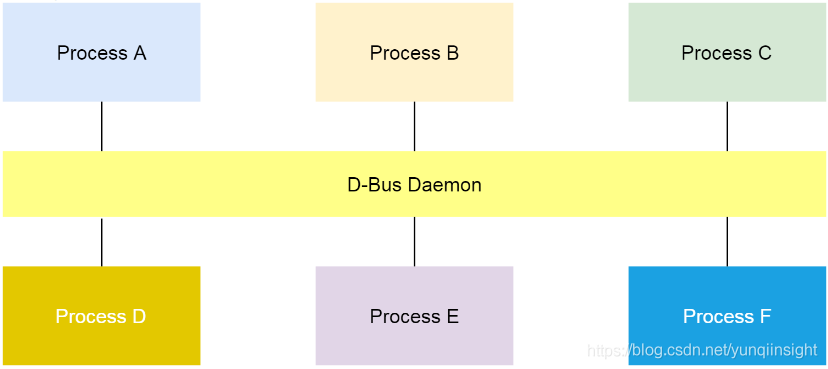 Process A
Process B
Process C
D-Bus Daemon
Process D
Process E
Process F
https://blog.csdn.net/yunqiinsight